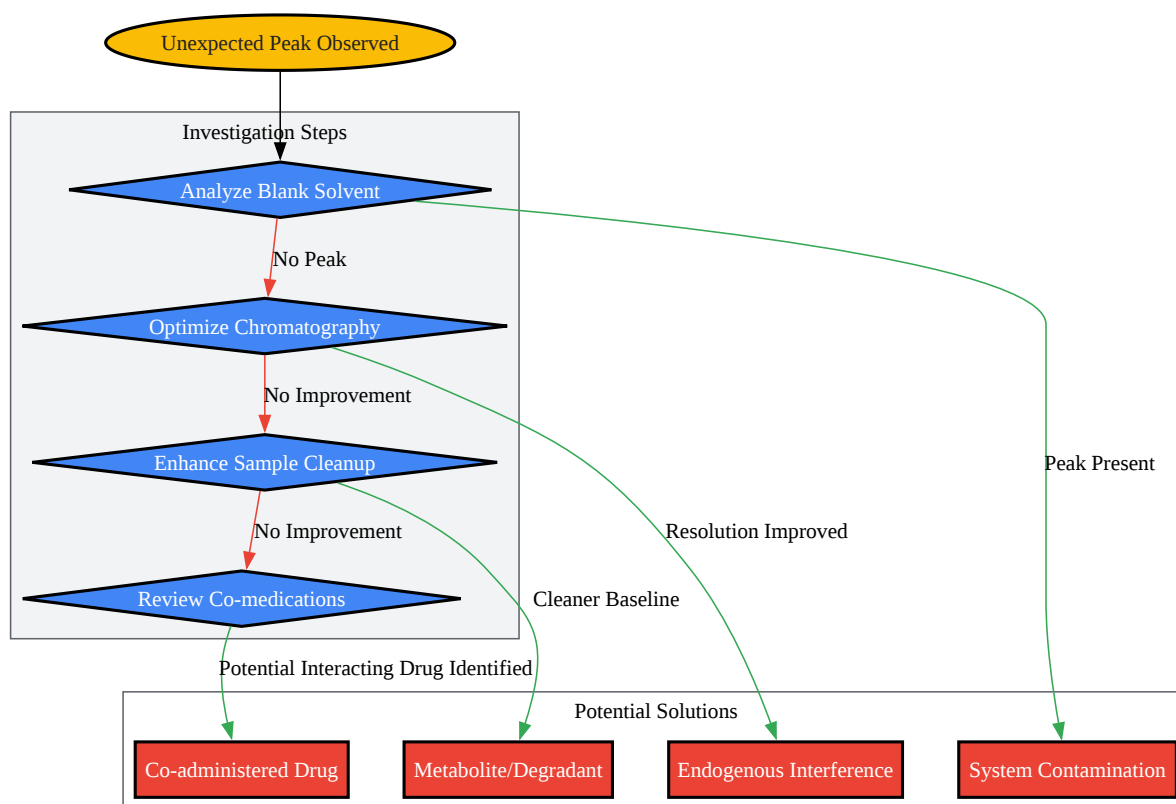 Unexpected Peak Observed
Investigation Steps
Analyze Blank Solvent
No Peak
Optimize Chromatography
No Improvement
Enhance Sample Cleanup
Peak Present
No Improvement
Resolution Improved
Review Co-medications
Cleaner Baseline
Potential Interacting Drug Identified
Potential Solutions
Co-administered Drug
Metabolite/Degradant
Endogenous Interference
System Contamination